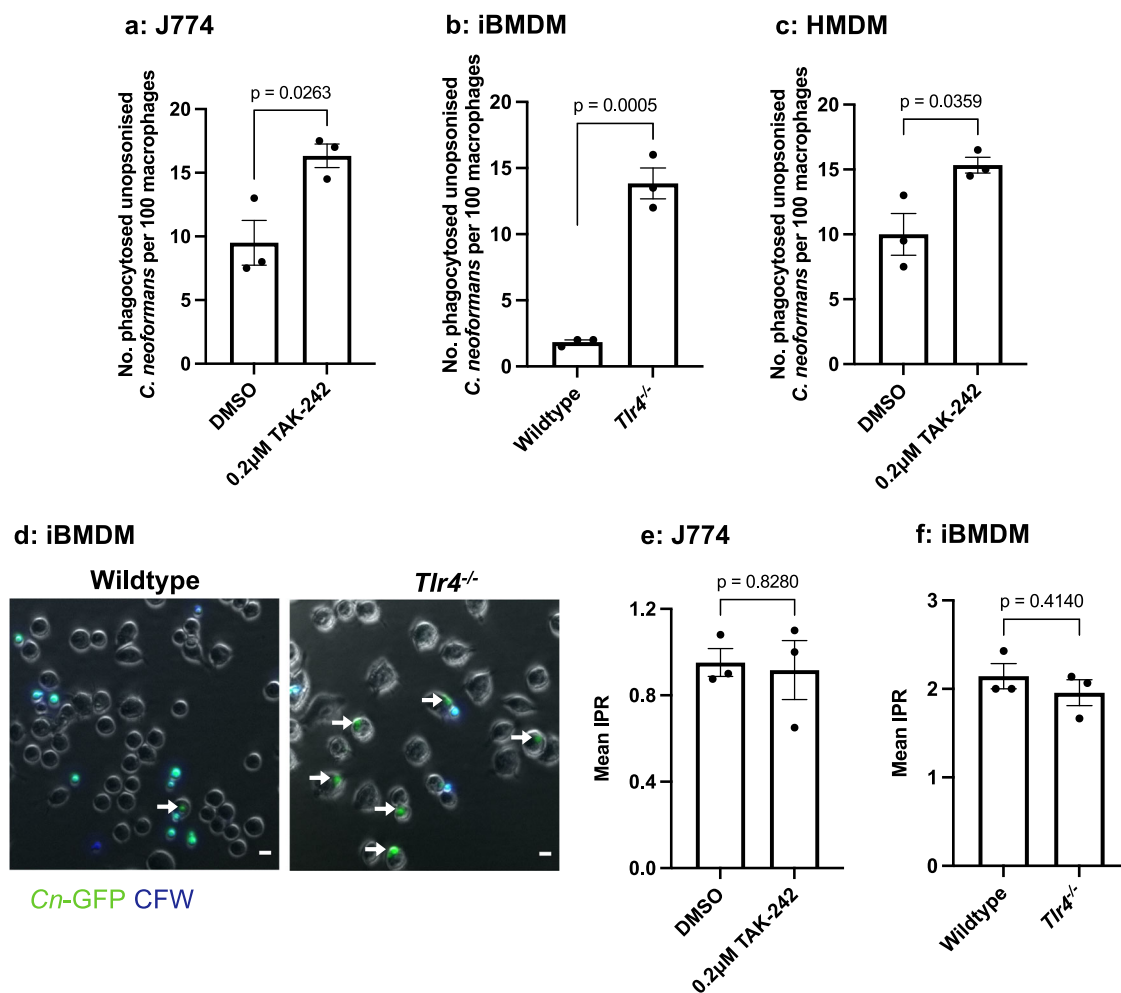 a: J774
No. phagocytosed unopsonised
C. neoformans per 100 macrophages
p = 0.0263
20
15
10
5
0
DMSO
0.2µM TAK-242
b: iBMDM
No. phagocytosed unopsonised
C. neoformans per 100 macrophages
p = 0.0005
20
15
10
5
0
Wildtype
Tlr4-/-
c: HMDM
No. phagocytosed unopsonised
C. neoformans per 100 macrophages
p = 0.0359
20
15
10
5
0
DMSO
0.2µM TAK-242
d: iBMDM
Wildtype
Tlr4-/-
Cn-GFP CFW
e: J774
Mean IPR
p = 0.8280
1.2
0.8
0.4
0.0
DMSO
0.2µM TAK-242
f: iBMDM
Mean IPR
p = 0.4140
3
2
1
0
Wildtype
Tlr4-/-